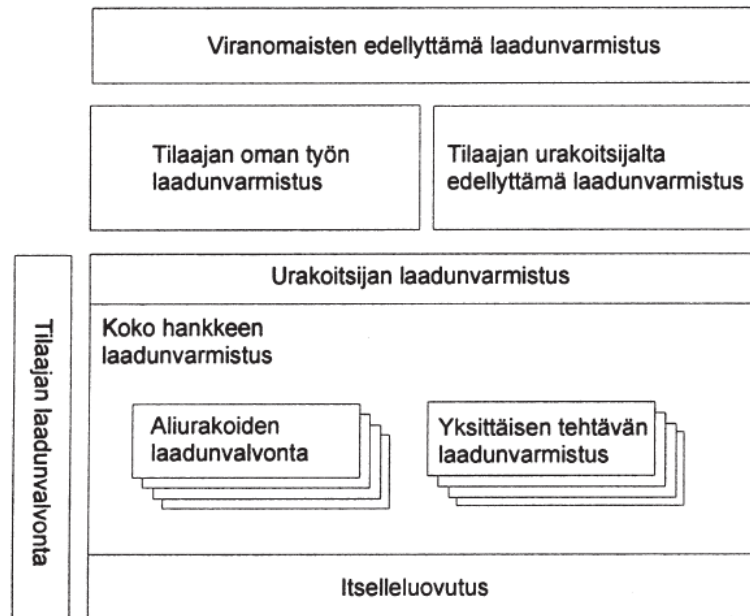 Viranomaisten edellyttämä laadunvarmistus
Tilaajan oman työn
laadunvarmistus
Tilaajan urakoitsijalta
edellyttämä laadunvarmistus
Tilaajan laadunvalvonta
Urakoitsijan laadunvarmistus
Koko hankkeen
laadunvarmistus
Aliurakoiden
laadunvalvonta
Yksittäisen tehtävän
laadunvarmistus
Itselleluovutus